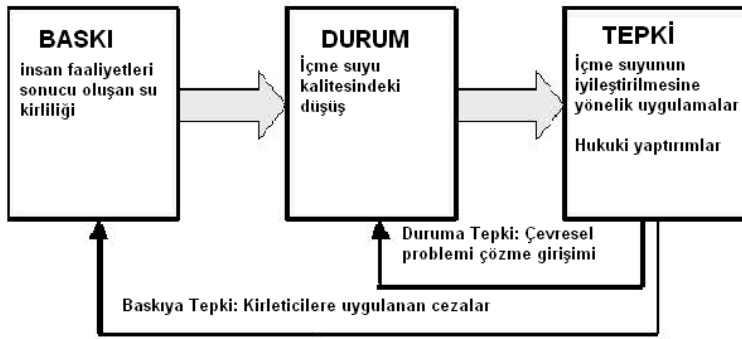 BASKI
insan faaliyetleri
sonucu oluşan su
kirliliği
DURUM
İçme suyu
kalitesindeki
düşüş
TEPKİ
İçme suyunun
iyileştirilmesine
yönelik uygulamalar
Hukuki yaptırımlar
Duruma Tepki: Çevresel
problemi çözme girişimi
Baskıya Tepki: Kirleticilere uygulanan cezalar